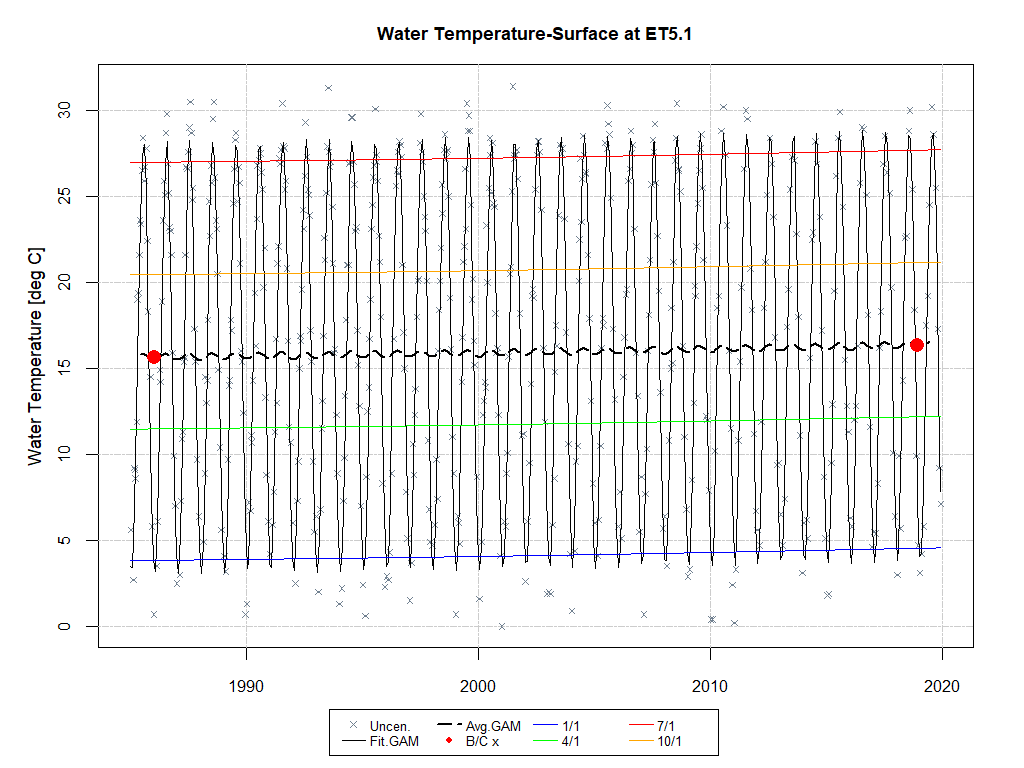 Water Temperature-Surface at ET5.1
Water Temperature [deg C]
30
25
20
15
10
5
0
1990
2000
2010
2020
Uncen. Avg.GAM 1/1 7/1
Fit.GAM B/C x 4/1 10/1